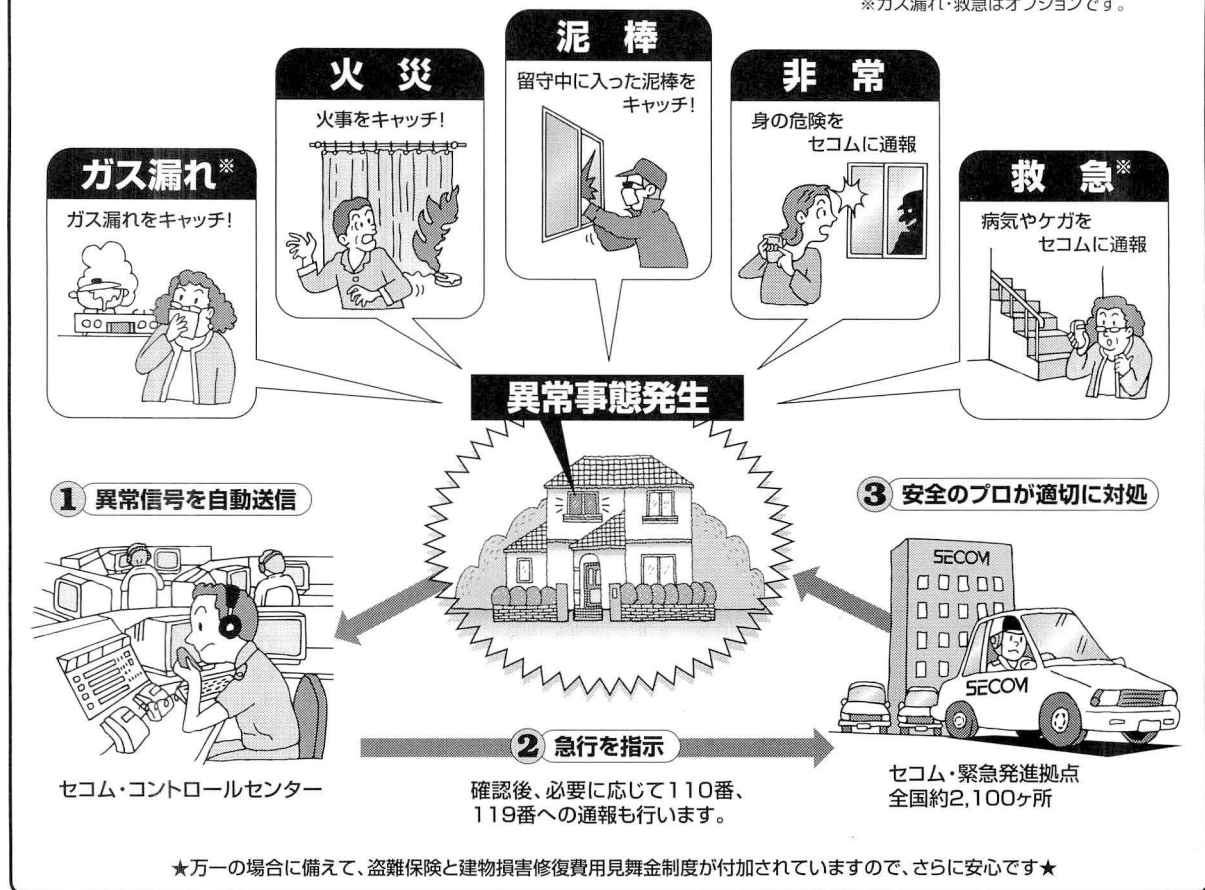 ※ガス漏れ・救急はオプションです。
泥 棒
留守中に入った泥棒を
キャッチ!
火 災
火事をキャッチ!
非 常
身の危険を
セコムに通報
ガス漏れ※
ガス漏れをキャッチ!
救 急※
病気やケガを
セコムに通報
異常事態発生
1 異常信号を自動送信
セコム・コントロールセンター
2 急行を指示
確認後、必要に応じて110番、
119番への通報も行います。
3 安全のプロが適切に対処
SECOM
SECOM
セコム・緊急発進拠点
全国約2,100ヶ所
★万一の場合に備えて、盗難保険と建物損害修復費用見舞金制度が付加されていますので、さらに安心です★